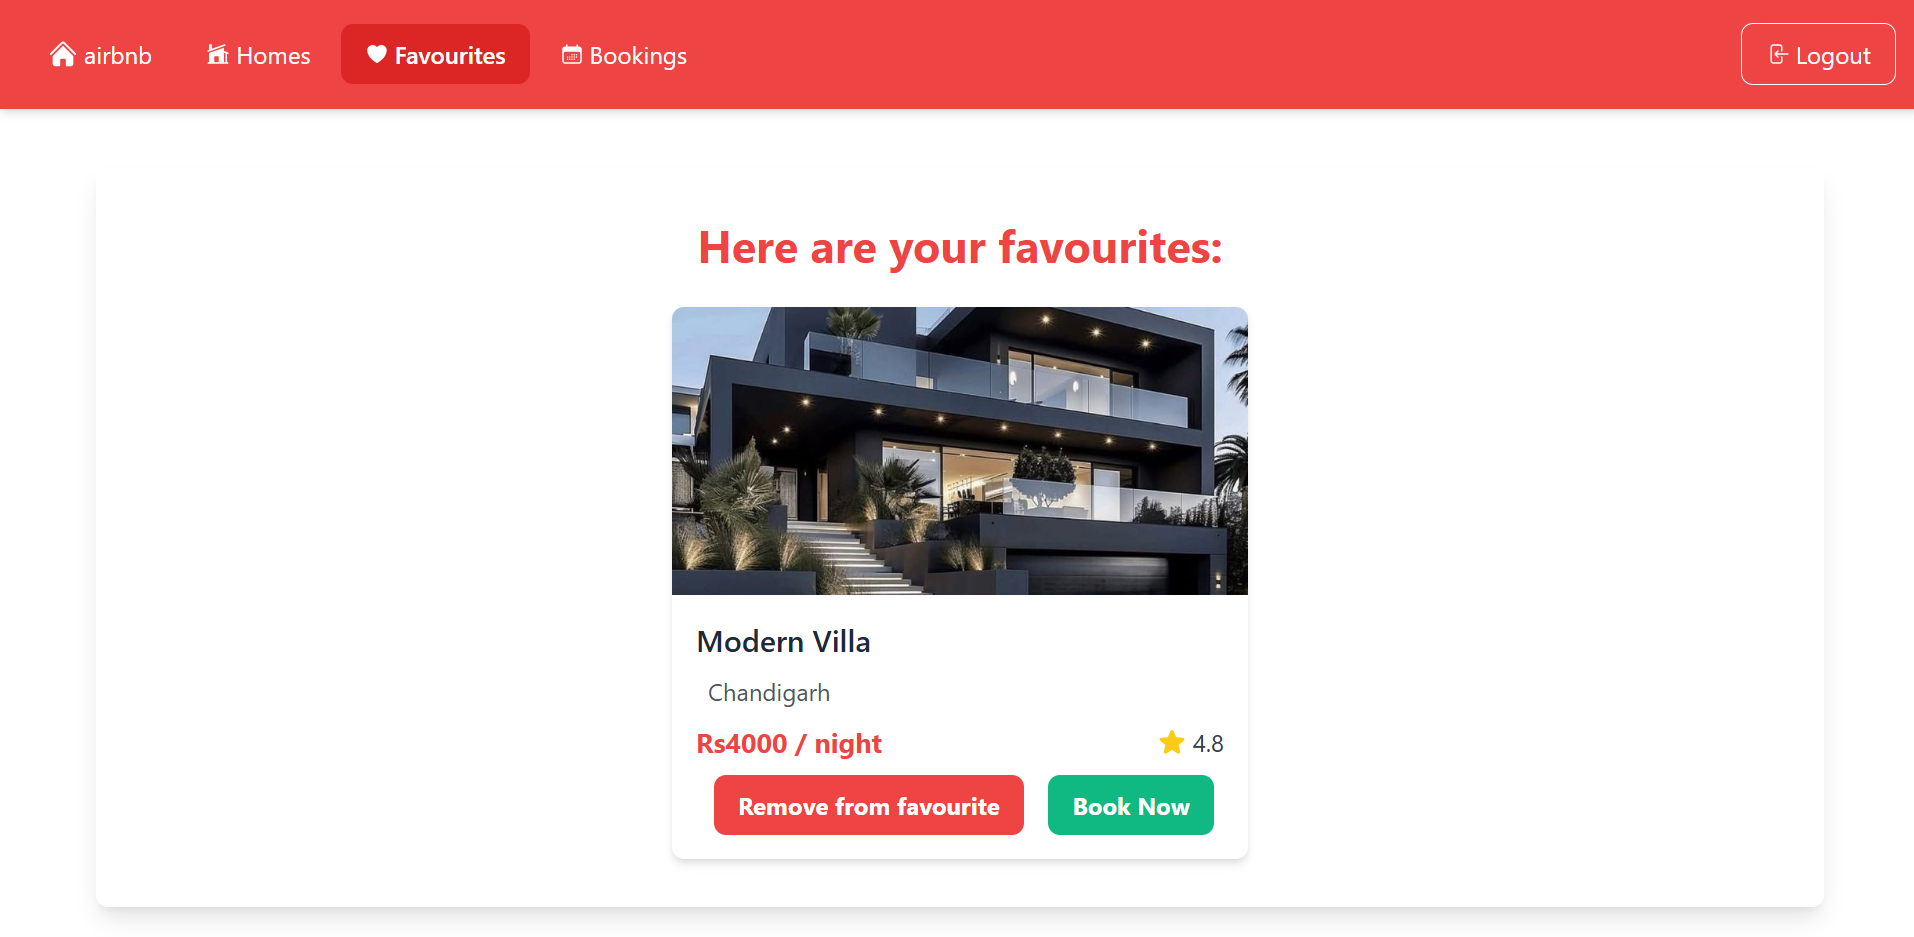 airbnb Homes Favourites Bookings Logout
Here are your favourites:
Modern Villa
Chandigarh
Rs4000 / night 4.8
Remove from favourite Book Now